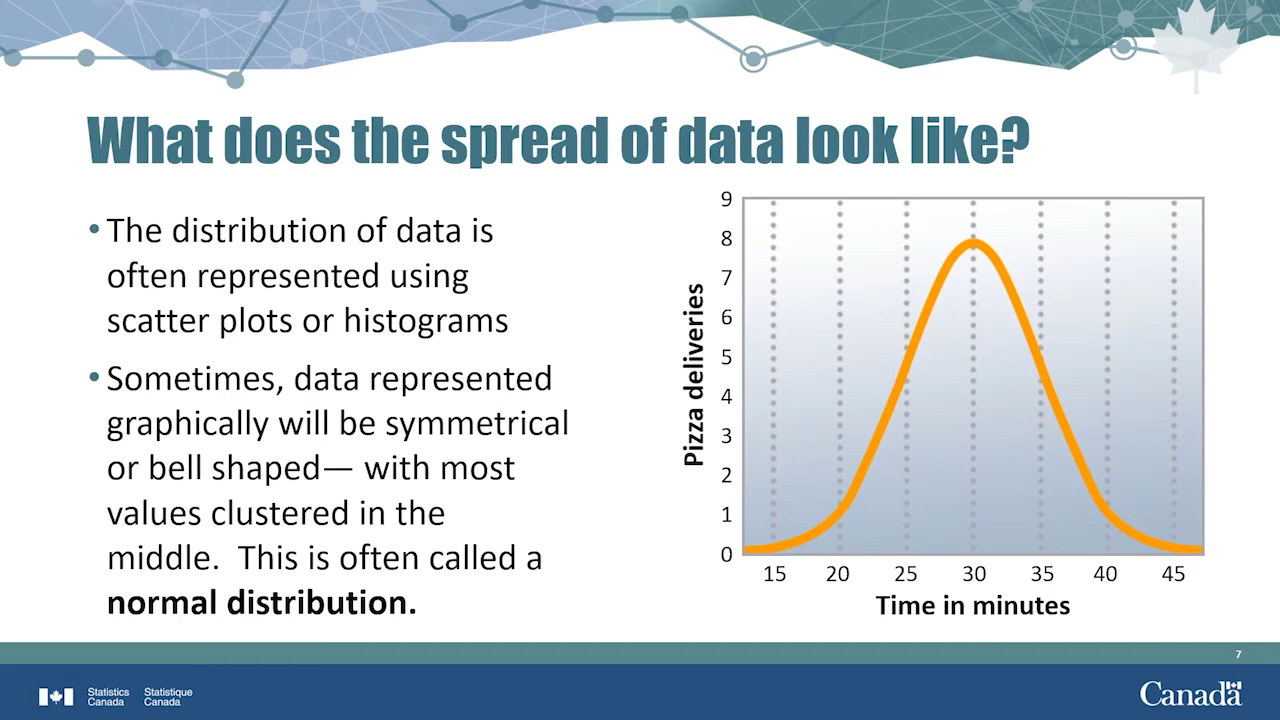 What does the spread of data look like?
• The distribution of data is
often represented using
scatter plots or histograms
• Sometimes, data represented
graphically will be symmetrical
or bell shaped— with most
values clustered in the
middle.  This is often called a
normal distribution.
Pizza deliveries
9
8
7
6
5
4
3
2
1
0
15 20 25 30 35 40 45
Time in minutes
7
Statistics Statistique
Canada Canada
Canada